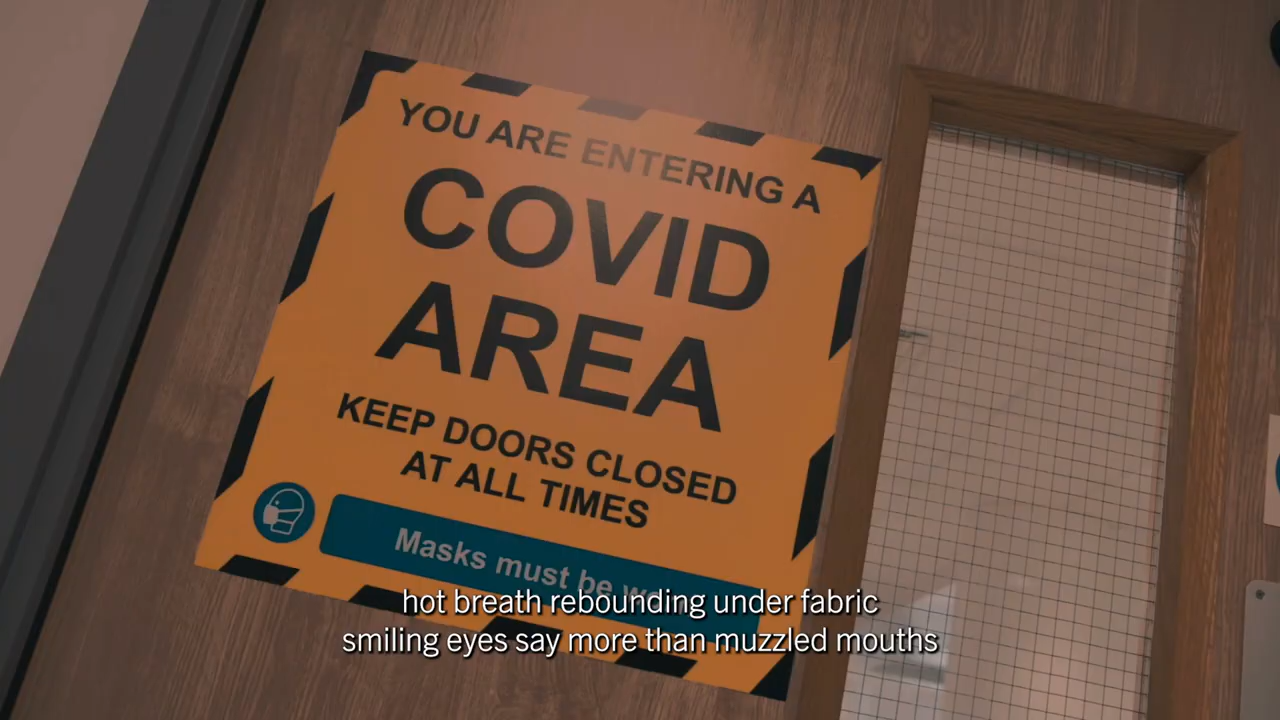 YOU ARE ENTERING A
COVID
AREA
KEEP DOORS CLOSED
AT ALL TIMES
Masks must be
hot breath rebounding under fabric
smiling eyes say more than muzzled mouths